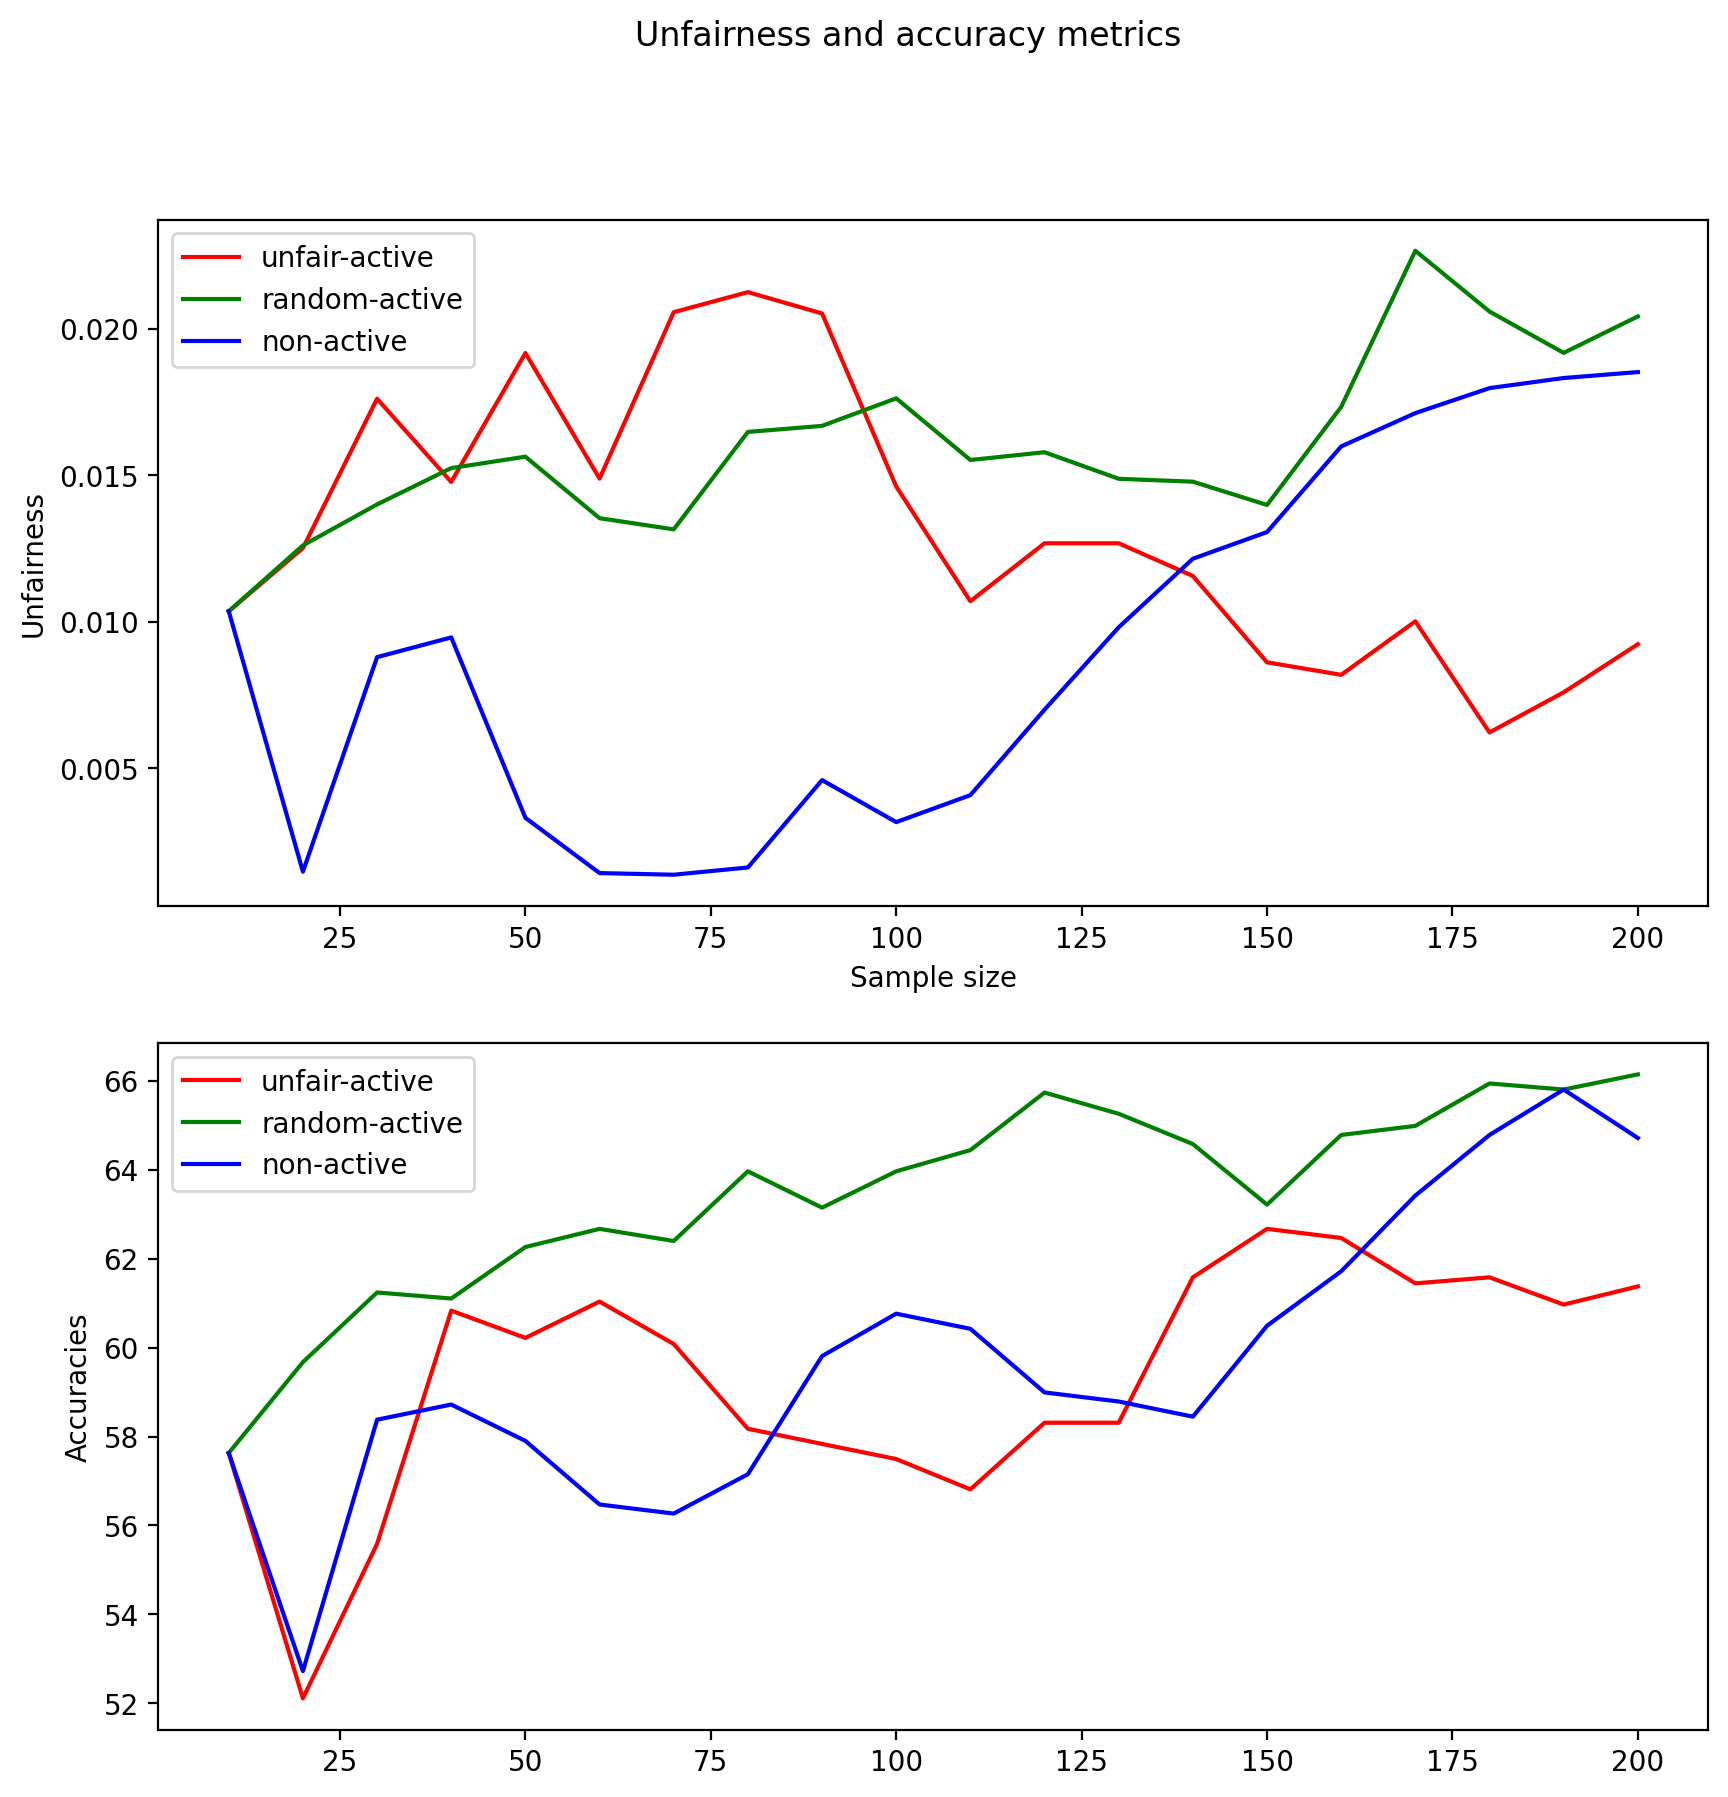 Unfairness and accuracy metrics
unfair-active
random-active
non-active
0.020
0.015
0.010
0.005
Unfairness
25 50 75 100 125 150 175 200
Sample size
unfair-active
random-active
non-active
66
64
62
60
58
56
54
52
Accuracies
25 50 75 100 125 150 175 200